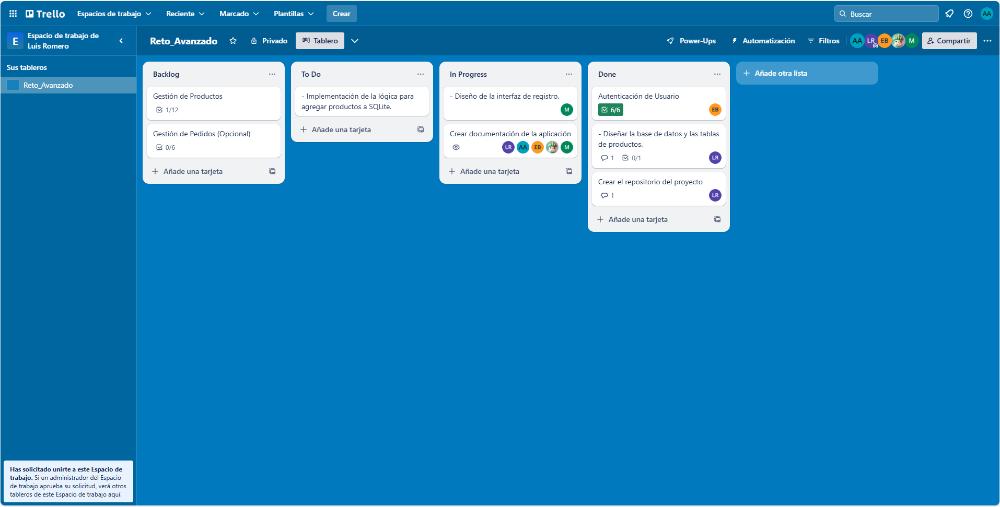 Trello
Espacios de trabajo
Reciente
Marcado
Plantillas
Crear
Buscar
AA
E
Espacio de trabajo de
Luis Romero
Reto_Avanzado
Privado
Tablero
Power-Ups
Automatización
Filtros
AA
LR
EB
M
Compartir
Sus tableros
Reto_Avanzado
Backlog
Gestión de Productos
1/12
Gestión de Pedidos (Opcional)
0/6
Añade una tarjeta
To Do
- Implementación de la lógica para
agregar productos a SQLite.
Añade una tarjeta
In Progress
- Diseño de la interfaz de registro.
M
Crear documentación de la aplicación
LR
AA
EB
M
Añade una tarjeta
Done
Autenticación de Usuario
6/6
EB
- Diseñar la base de datos y las tablas
de productos.
1
0/1
LR
Crear el repositorio del proyecto
1
LR
Añade una tarjeta
Añade otra lista
Has solicitado unirte a este Espacio de
trabajo. Si un administrador del Espacio
de trabajo aprueba su solicitud, verá otros
tableros de este Espacio de trabajo aquí.